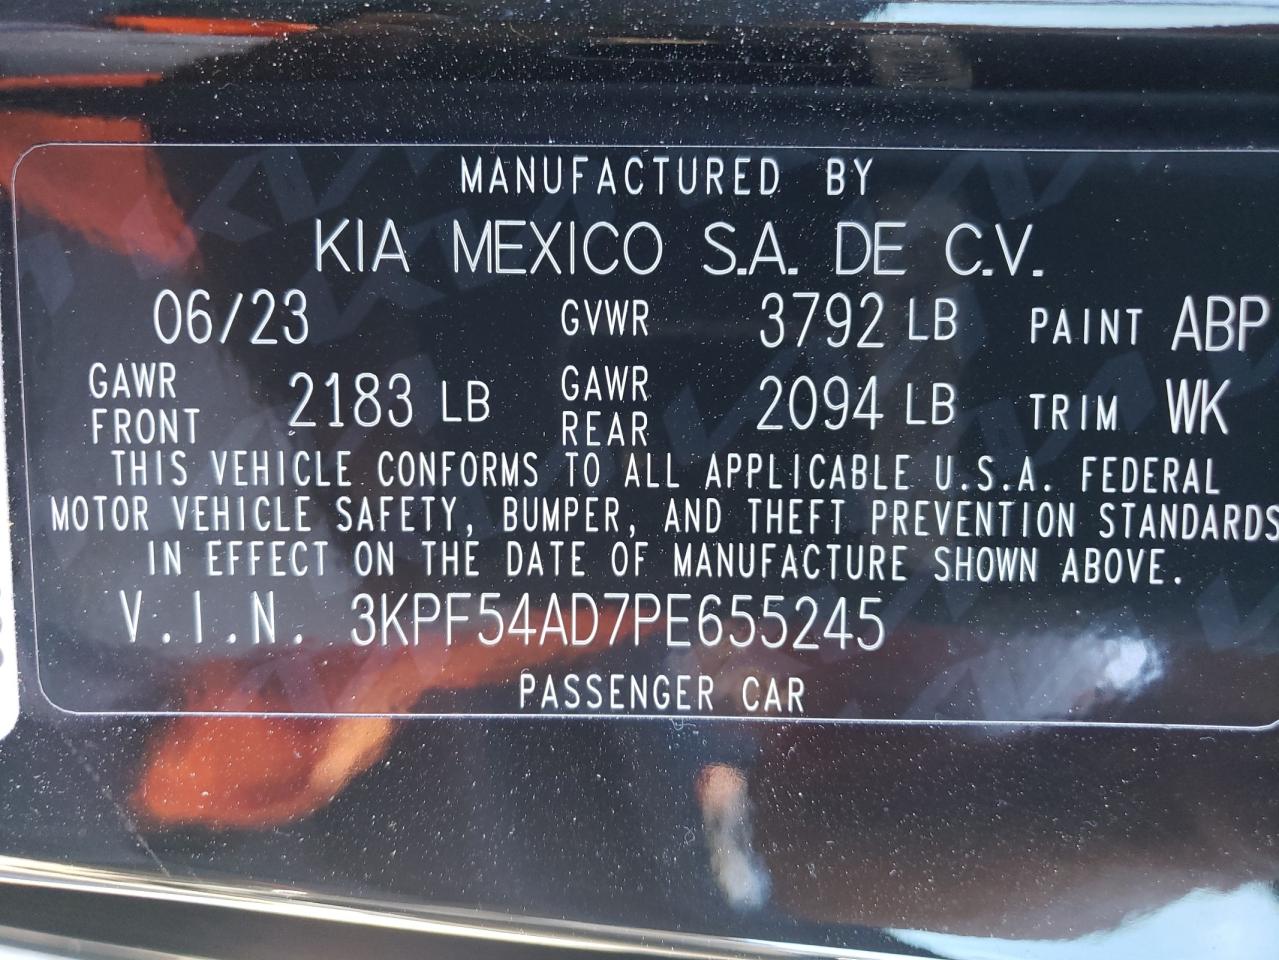 MANUFACTURED BY
KIA MEXICO S.A. DE C.V.
06/23 GVWR 3792 LB PAINT ABP
GAWR FRONT 2183 LB GAWR REAR 2094 LB TRIM WK
THIS VEHICLE CONFORMS TO ALL APPLICABLE U.S.A. FEDERAL
MOTOR VEHICLE SAFETY, BUMPER, AND THEFT PREVENTION STANDARDS
IN EFFECT ON THE DATE OF MANUFACTURE SHOWN ABOVE.
V.I.N. 3KPF54AD7PE655245
PASSENGER CAR